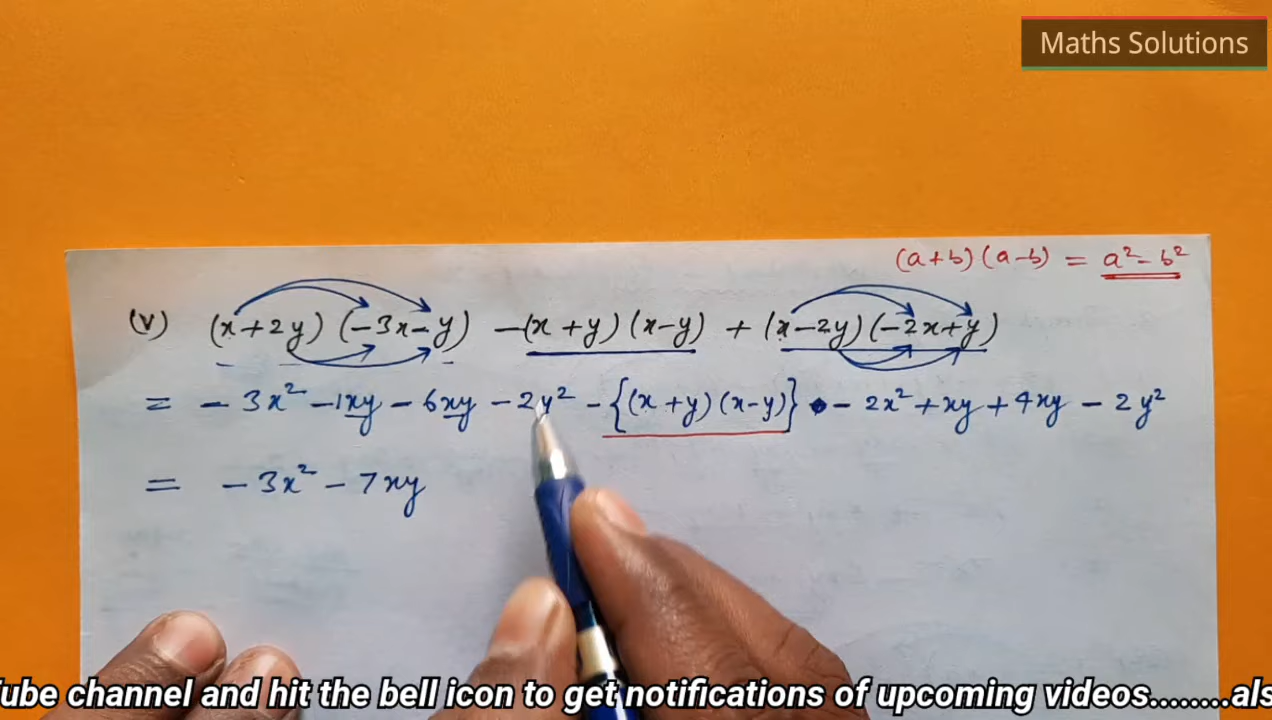 Maths Solutions
(a+b)(a-b) = a²-b²
(v) (x+2y)(-3x-y) -(x+y)(x-y) + (x-2y)(-2x+y)
= -3x² -1xy - 6xy -2y² -{(x+y)(x-y)} - 2x² +xy +4xy - 2y²
= -3x² -7xy
ube channel and hit the bell icon to get notifications of upcoming videos........als